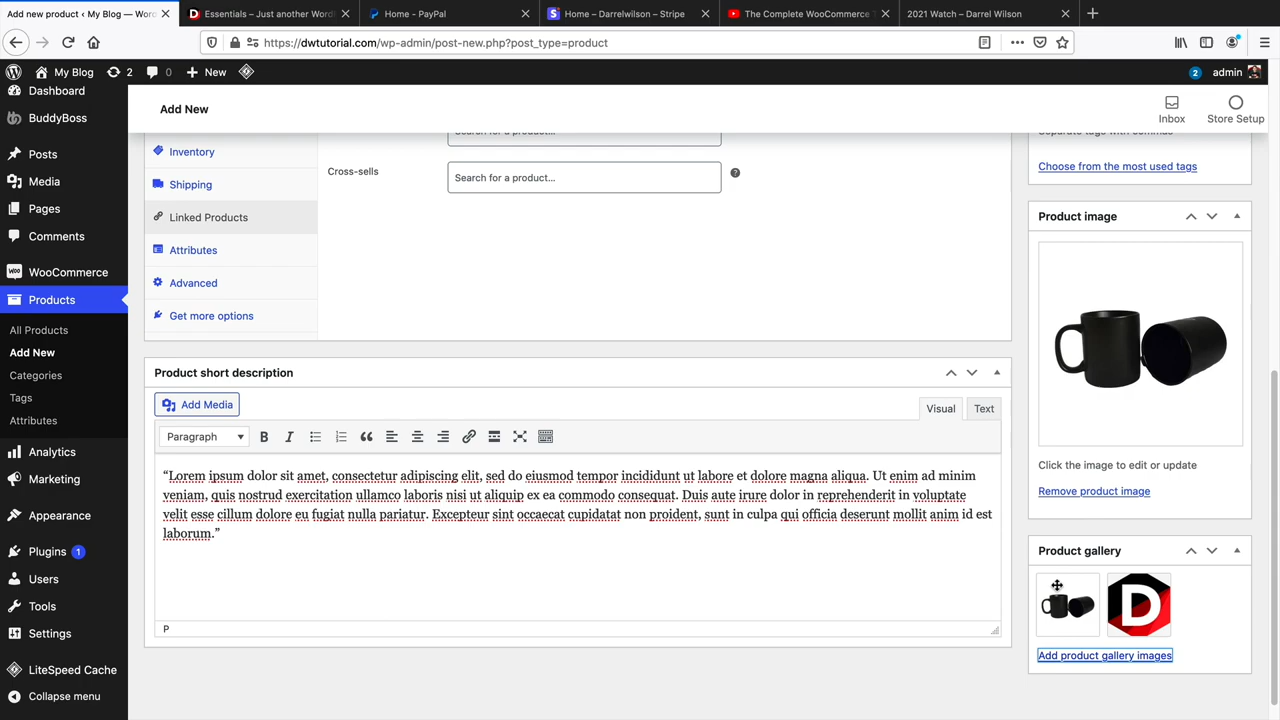 Add new product ‹ My Blog — Wor
Essentials – Just another Word
Home - PayPal
Home – Darrelwilson – Stripe
The Complete WooCommerce T
2021 Watch – Darrel Wilson
https://dwtutorial.com/wp-admin/post-new.php?post_type=product
My Blog 2 0 New 2 admin
Dashboard
BuddyBoss
Posts
Media
Pages
Comments
WooCommerce
Products
All Products
Add New
Categories
Tags
Attributes
Analytics
Marketing
Appearance
Plugins 1
Users
Tools
Settings
LiteSpeed Cache
Collapse menu
Add New
Inbox
Store Setup
Inventory
Shipping
Linked Products
Attributes
Advanced
Get more options
Search for a product...
Cross-sells
Search for a product...
Product short description
Add Media
Visual Text
Paragraph
“Lorem ipsum dolor sit amet, consectetur adipiscing elit, sed do eiusmod tempor incididunt ut labore et dolore magna aliqua. Ut enim ad minim
veniam, quis nostrud exercitation ullamco laboris nisi ut aliquip ex ea commodo consequat. Duis aute irure dolor in reprehenderit in voluptate
velit esse cillum dolore eu fugiat nulla pariatur. Excepteur sint occaecat cupidatat non proident, sunt in culpa qui officia deserunt mollit anim id est
laborum.”
P
Separate tags with commas
Choose from the most used tags
Product image
Click the image to edit or update
Remove product image
Product gallery
D
Add product gallery images